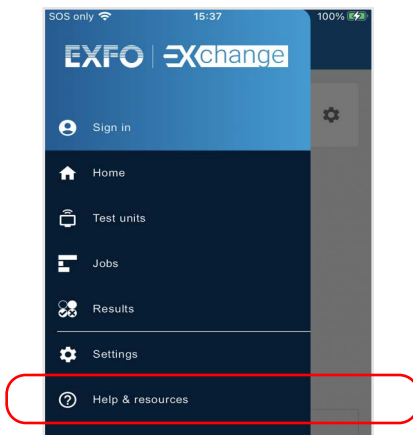 SOS only 15:37 100%
EXFO | EXchange
Sign in
Home
Test units
Jobs
Results
Settings
Help & resources